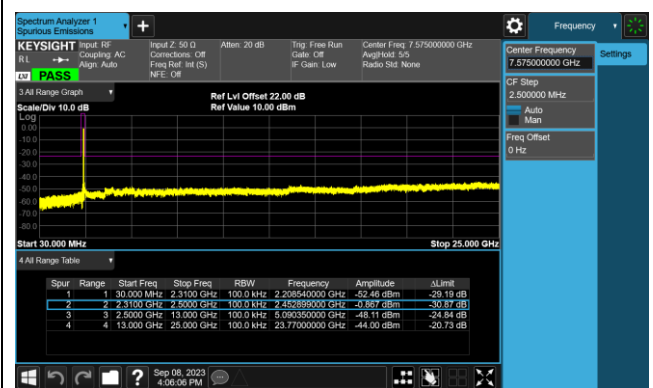 Spectrum Analyzer 1
Spurious Emissions
Frequency
KEYSIGHT
RL
PASS
Input: RF
Coupling: AC
Align: Auto
Input Z: 50 Ω
Corrections: Off
Freq Ref: Int (S)
NFE: Off
Atten: 20 dB
Trig: Free Run
Gate: Off
IF Gain: Low
Center Freq: 7.575000000 GHz
Avg|Hold: 5/5
Radio Std: None
Center Frequency
7.575000000 GHz
Settings
CF Step
2.500000 MHz
Auto
Man
Freq Offset
0 Hz
3 All Range Graph
Scale/Div 10.0 dB
Ref Lvl Offset 22.00 dB
Ref Value 10.00 dBm
Log
0.00
-10.0
-20.0
-30.0
-40.0
-50.0
-60.0
-70.0
-80.0
Start 30.000 MHz Stop 25.000 GHz
4 All Range Table
Spur Range Start Freq Stop Freq RBW Frequency Amplitude ΔLimit
1 1 30.000 MHz 2.3100 GHz 100.0 kHz 2.208540000 GHz -52.46 dBm -29.19 dB
2 2 2.3100 GHz 2.5000 GHz 100.0 kHz 2.452899000 GHz -0.867 dBm -30.87 dB
3 3 2.5000 GHz 13.000 GHz 100.0 kHz 5.090350000 GHz -48.11 dBm -24.84 dB
4 4 13.000 GHz 25.000 GHz 100.0 kHz 23.77000000 GHz -44.00 dBm -20.73 dB
?
Sep 08, 2023
4:06:06 PM